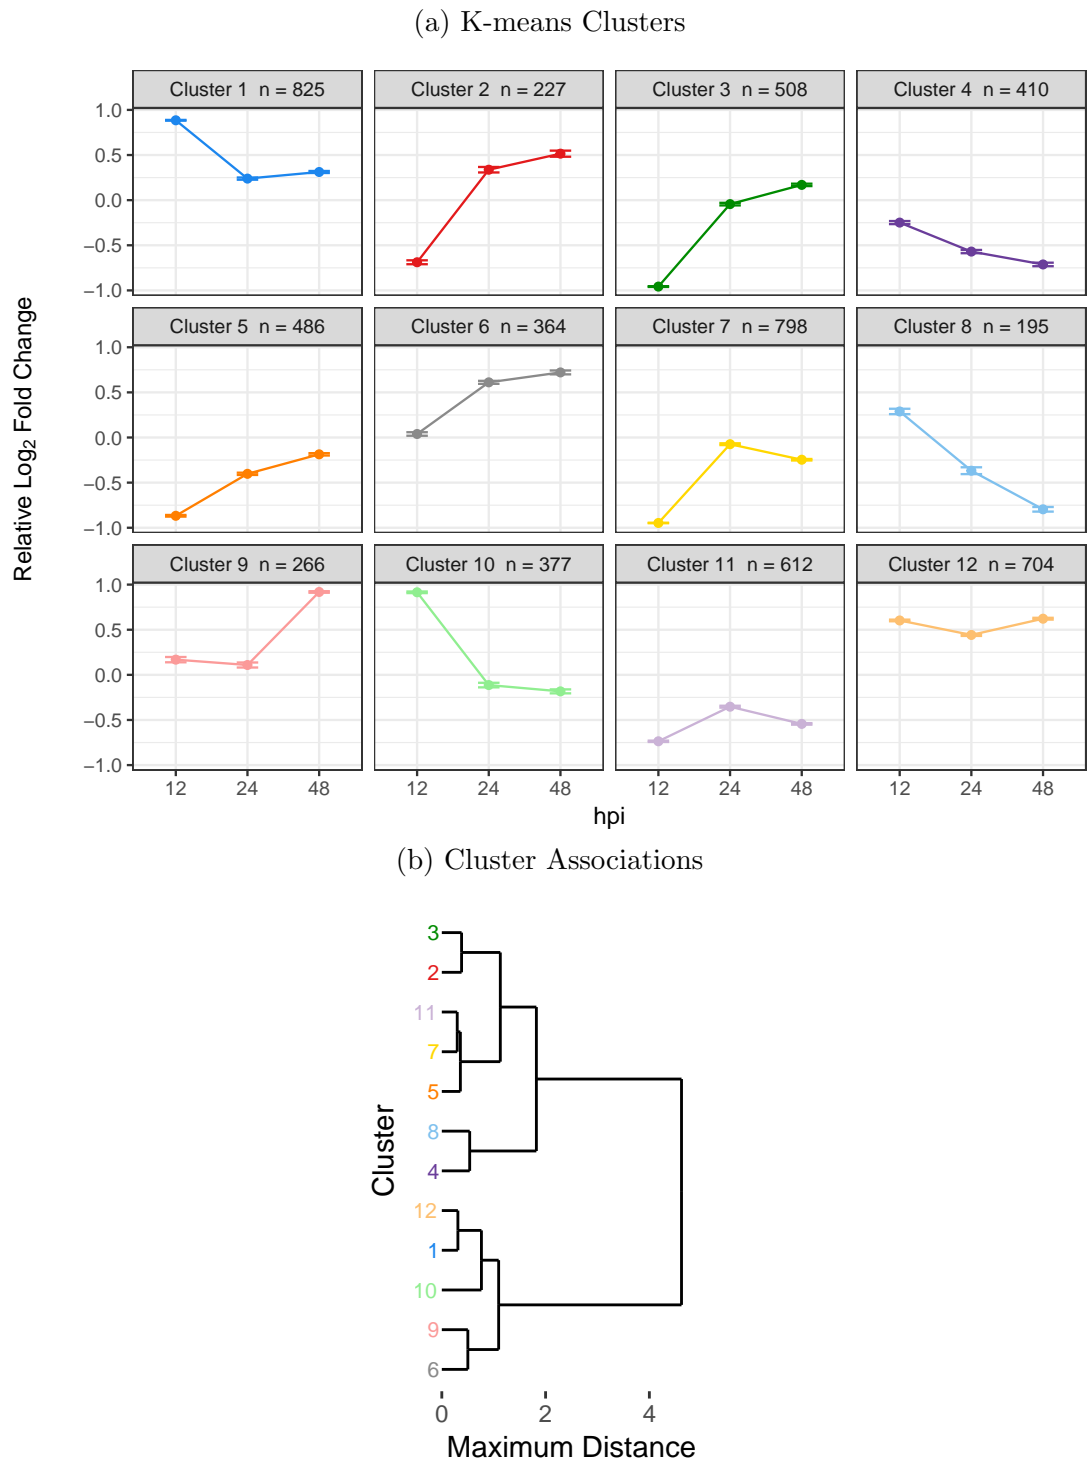 (a) K-means Clusters
Cluster 1 n = 825
Cluster 2 n = 227
Cluster 3 n = 508
Cluster 4 n = 410
1.0
0.5
0.0
−0.5
−1.0
Cluster 5 n = 486
Cluster 6 n = 364
Cluster 7 n = 798
Cluster 8 n = 195
1.0
0.5
0.0
−0.5
−1.0
Relative Log₂ Fold Change
Cluster 9 n = 266
Cluster 10 n = 377
Cluster 11 n = 612
Cluster 12 n = 704
1.0
0.5
0.0
−0.5
−1.0
12 24 48
12 24 48
12 24 48
12 24 48
hpi
(b) Cluster Associations
3
2
11
7
5
8
4
12
1
10
9
6
Cluster
0 2 4
Maximum Distance